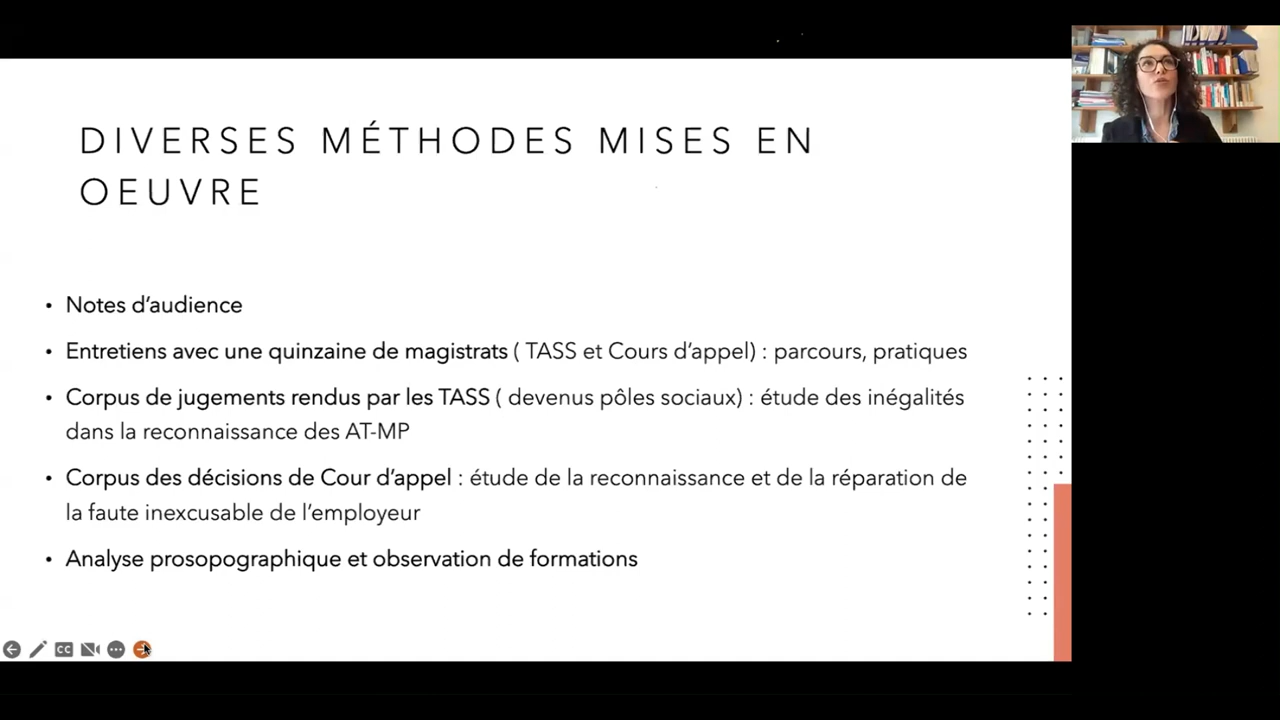 DIVERSES MÉTHODES MISES EN
OEUVRE
• Notes d'audience
• Entretiens avec une quinzaine de magistrats ( TASS et Cours d'appel) : parcours, pratiques
• Corpus de jugements rendus par les TASS ( devenus pôles sociaux) : étude des inégalités
dans la reconnaissance des AT-MP
• Corpus des décisions de Cour d'appel : étude de la reconnaissance et de la réparation de
la faute inexcusable de l'employeur
• Analyse prosopographique et observation de formations
CC